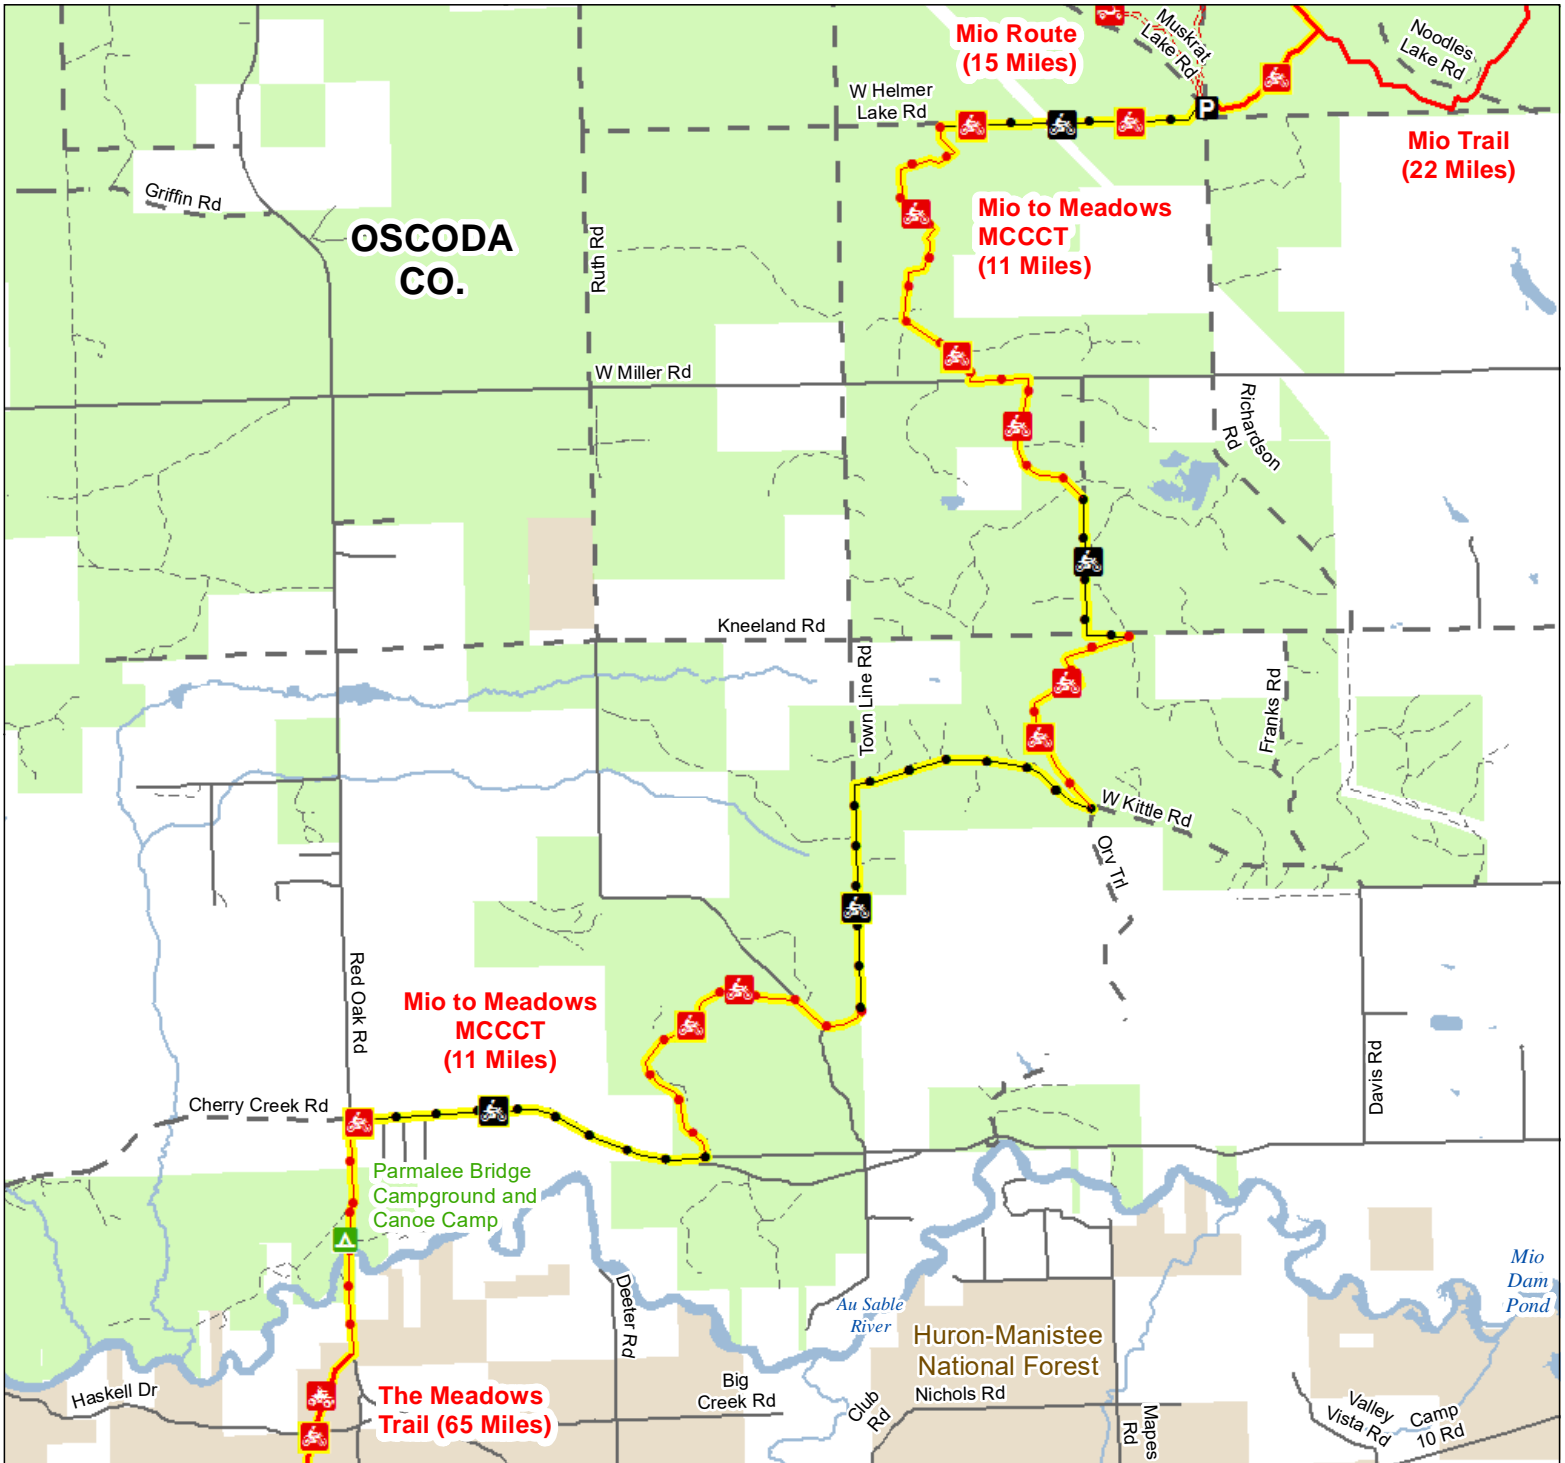 Mio Route
(15 Miles)
Muskrat
Lake Rd
Noodles
Lake Rd
W Helmer
Lake Rd
P
Mio Trail
(22 Miles)
Griffin Rd
OSCODA
CO.
Ruth Rd
Mio to Meadows
MCCCT
(11 Miles)
W Miller Rd
Richardson
Rd
Kneeland Rd
Town Line Rd
Franks Rd
W Kittle Rd
Orv Trl
Red Oak Rd
Mio to Meadows
MCCCT
(11 Miles)
Davis Rd
Cherry Creek Rd
Parmalee Bridge
Campground and
Canoe Camp
Deeter Rd
Au Sable
River
Mio
Dam
Pond
Huron-Manistee
National Forest
Haskell Dr
The Meadows
Trail (65 Miles)
Big
Creek Rd
Club
Rd
Nichols Rd
Mapes
Rd
Valley
Vista Rd
Camp
10 Rd